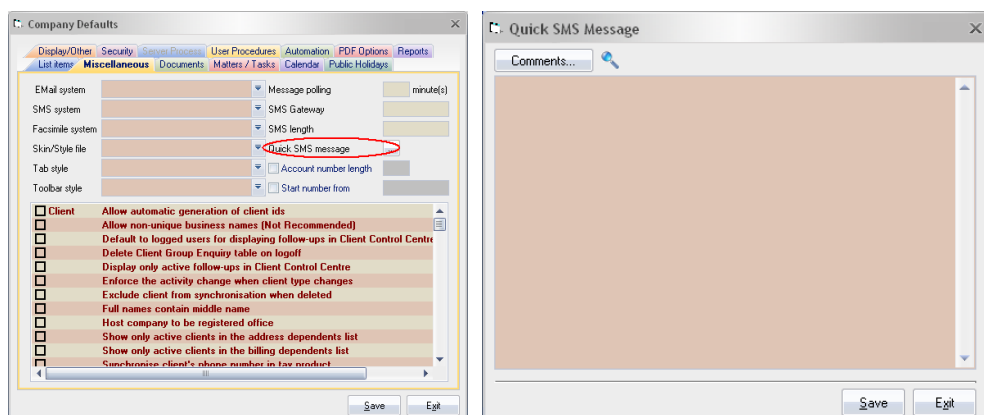 Company Defaults
Display/Other Security Server Process User Procedures Automation PDF Options Reports
List items Miscellaneous Documents Matters / Tasks Calendar Public Holidays
EMail system Message polling minute(s)
SMS system SMS Gateway
Facsimile system SMS length
Skin/Style file Quick SMS message ...
Tab style Account number length
Toolbar style Start number from
Client Allow automatic generation of client ids
Allow non-unique business names (Not Recommended)
Default to logged users for displaying follow-ups in Client Control Centre
Delete Client Group Enquiry table on logoff
Display only active follow-ups in Client Control Centre
Enforce the activity change when client type changes
Exclude client from synchronisation when deleted
Full names contain middle name
Host company to be registered office
Show only active clients in the address dependents list
Show only active clients in the billing dependents list
Synchronise client's phone number in tax product
Save Exit
Quick SMS Message
Comments...
Save Exit